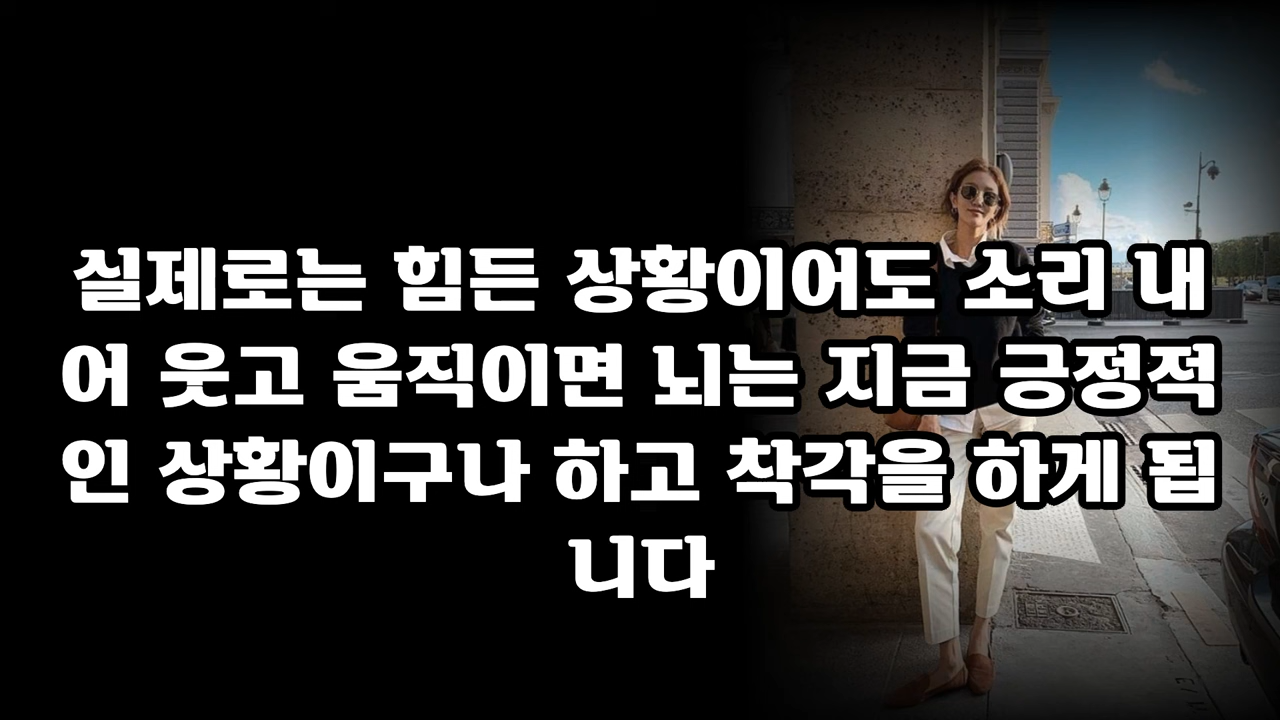 실제로는 힘든 상황이어도 소리 내
어 웃고 움직이면 뇌는 지금 긍정적
인 상황이구나 하고 착각을 하게 됩
니다